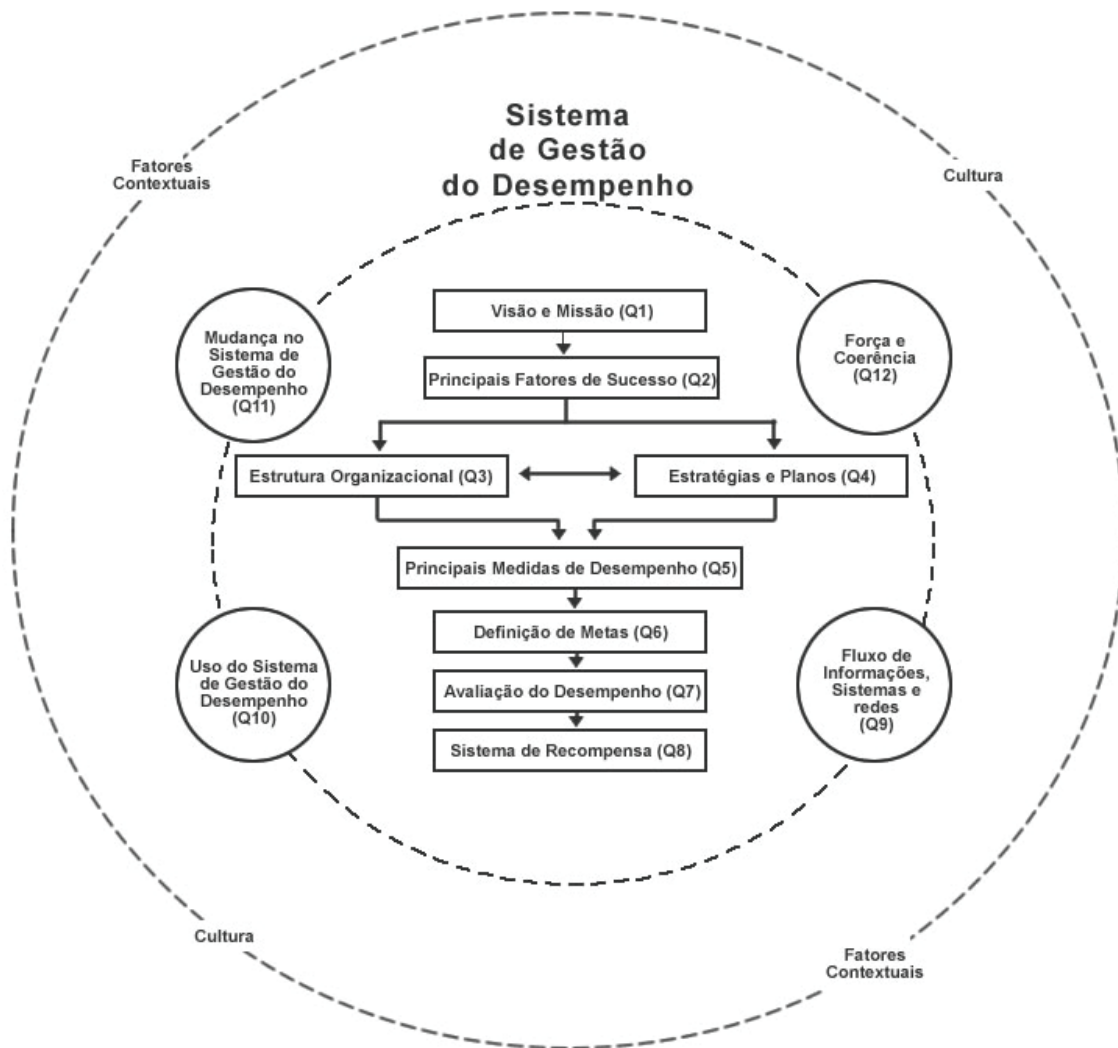 Sistema
de Gestão
do Desempenho
Fatores
Contextuais
Cultura
Visão e Missão (Q1)
Mudança no
Sistema de
Gestão do
Desempenho
(Q11)
Força e
Coerência
(Q12)
Principais Fatores de Sucesso (Q2)
Estrutura Organizacional (Q3)
Estratégias e Planos (Q4)
Principais Medidas de Desempenho (Q5)
Definição de Metas (Q6)
Uso do Sistema
de Gestão do
Desempenho
(Q10)
Avaliação do Desempenho (Q7)
Fluxo de
Informações,
Sistemas e
redes
(Q9)
Sistema de Recompensa (Q8)
Cultura
Fatores
Contextuais